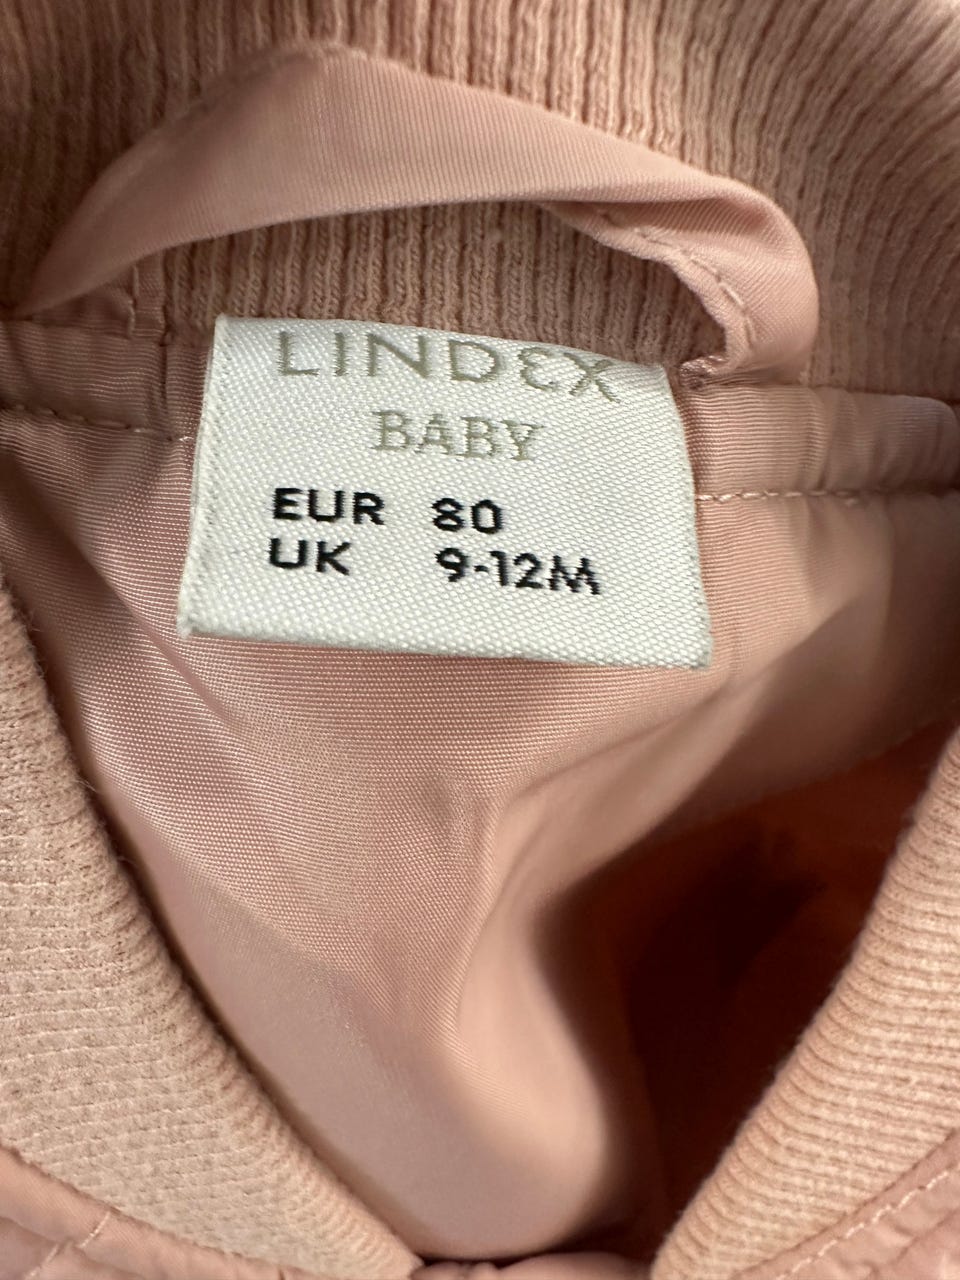 LINDEX
BABY
EUR 80
UK 9-12M